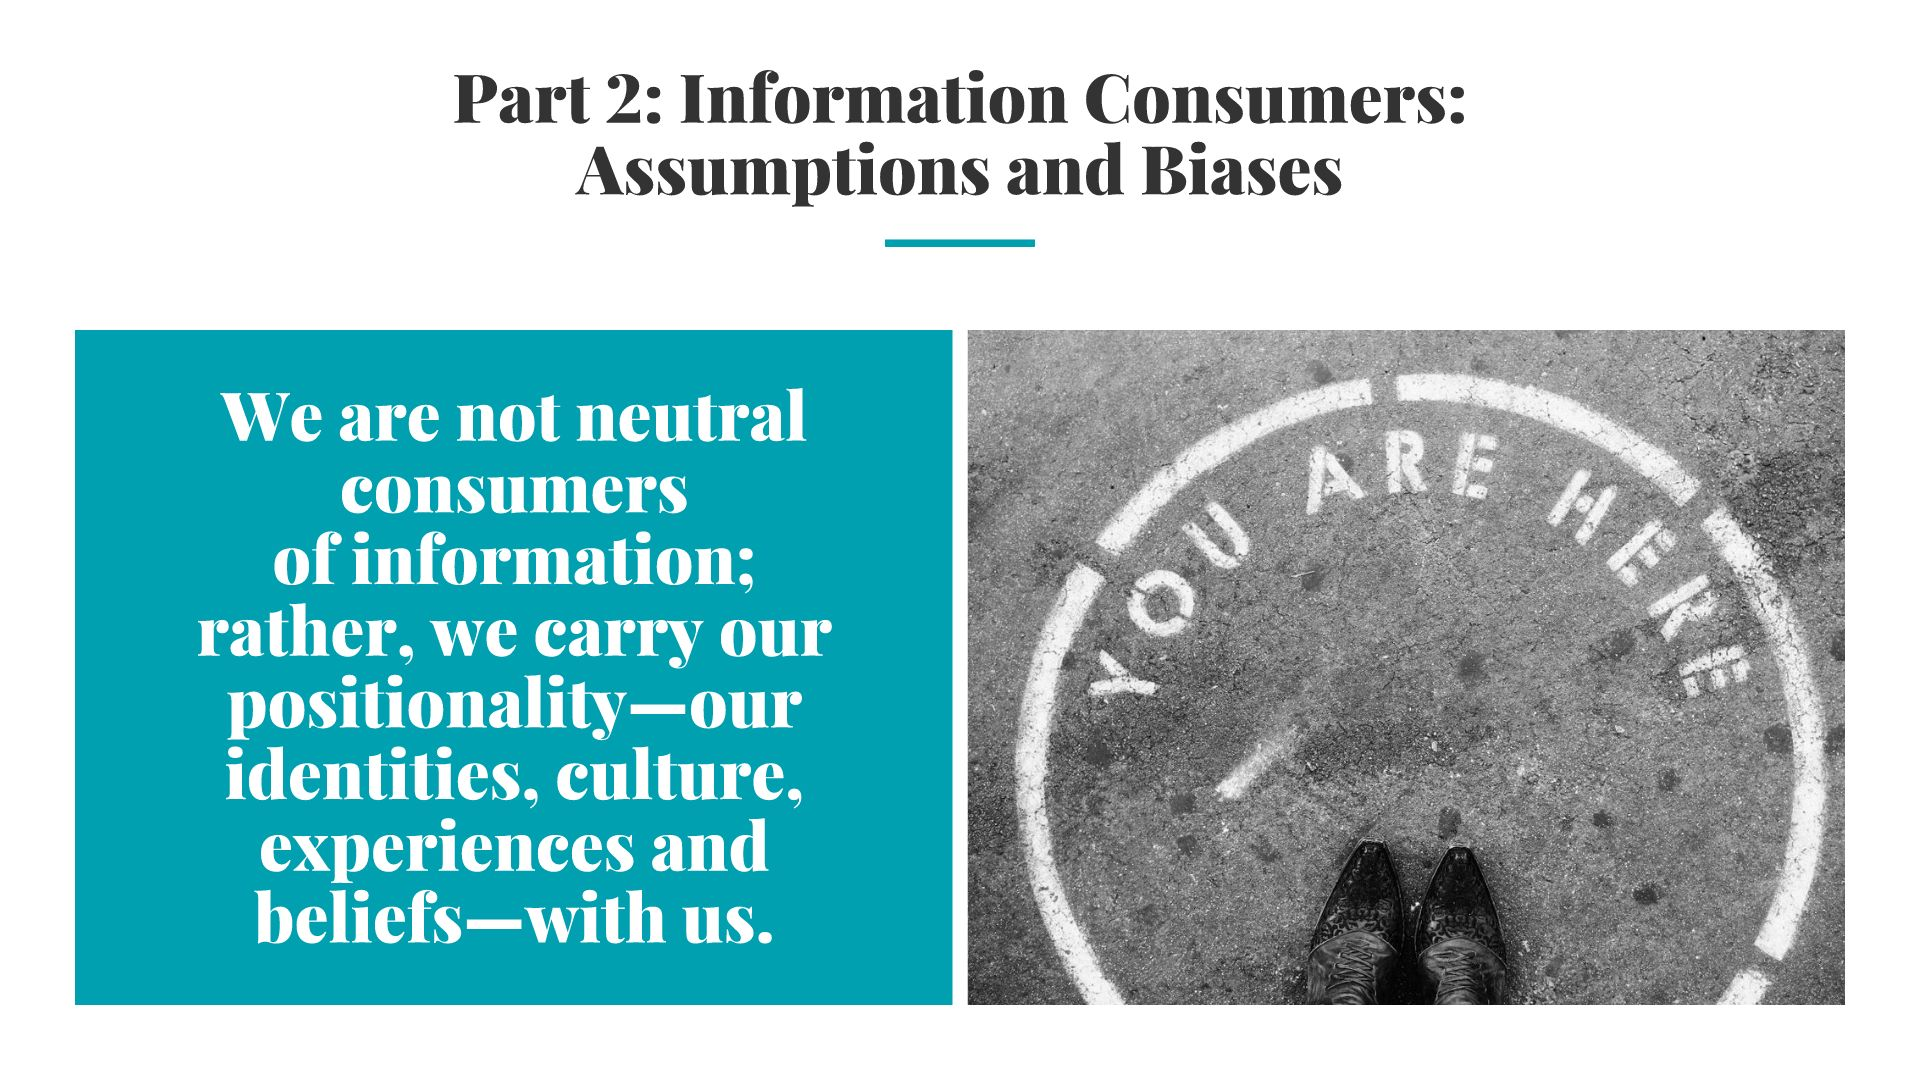 Part 2: Information Consumers:
Assumptions and Biases
We are not neutral
consumers
of information;
rather, we carry our
positionality—our
identities, culture,
experiences and
beliefs—with us.
YOU ARE HERE